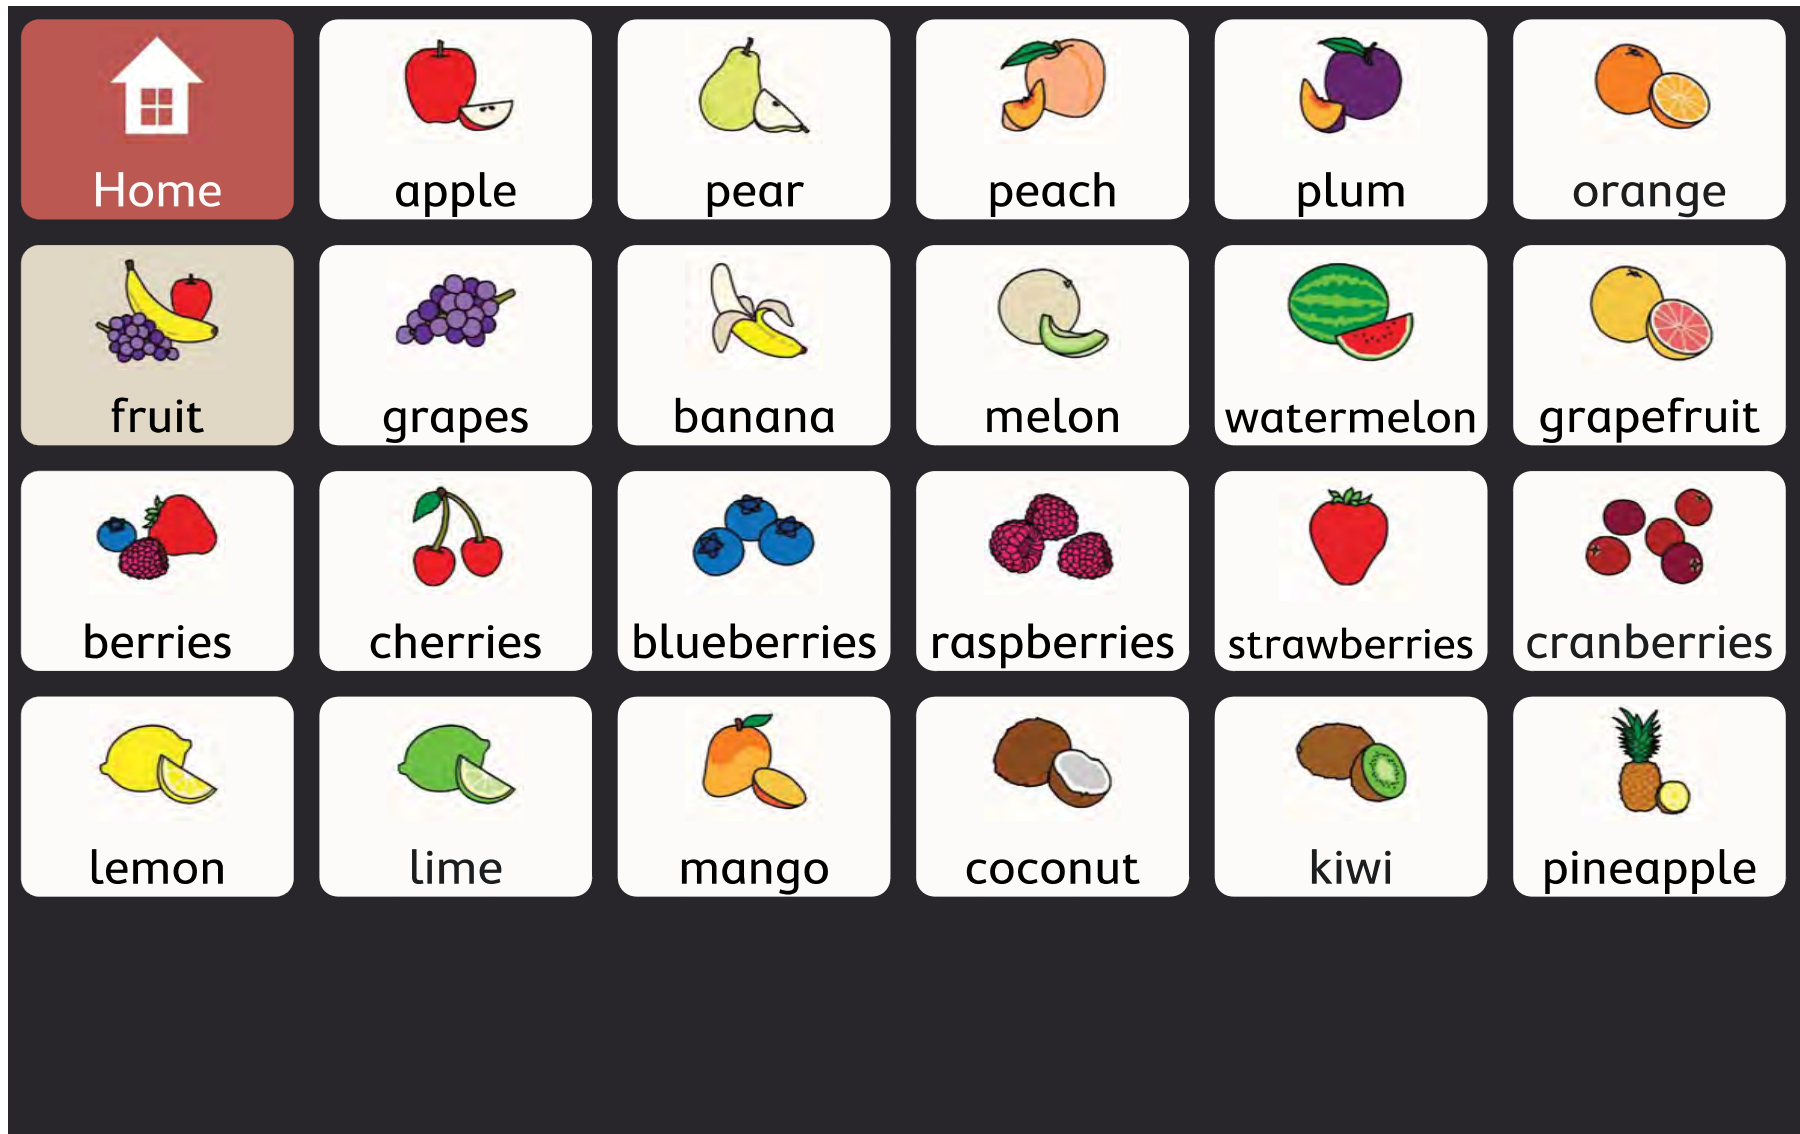 Home
apple
pear
peach
plum
orange
fruit
grapes
banana
melon
watermelon
grapefruit
berries
cherries
blueberries
raspberries
strawberries
cranberries
lemon
lime
mango
coconut
kiwi
pineapple